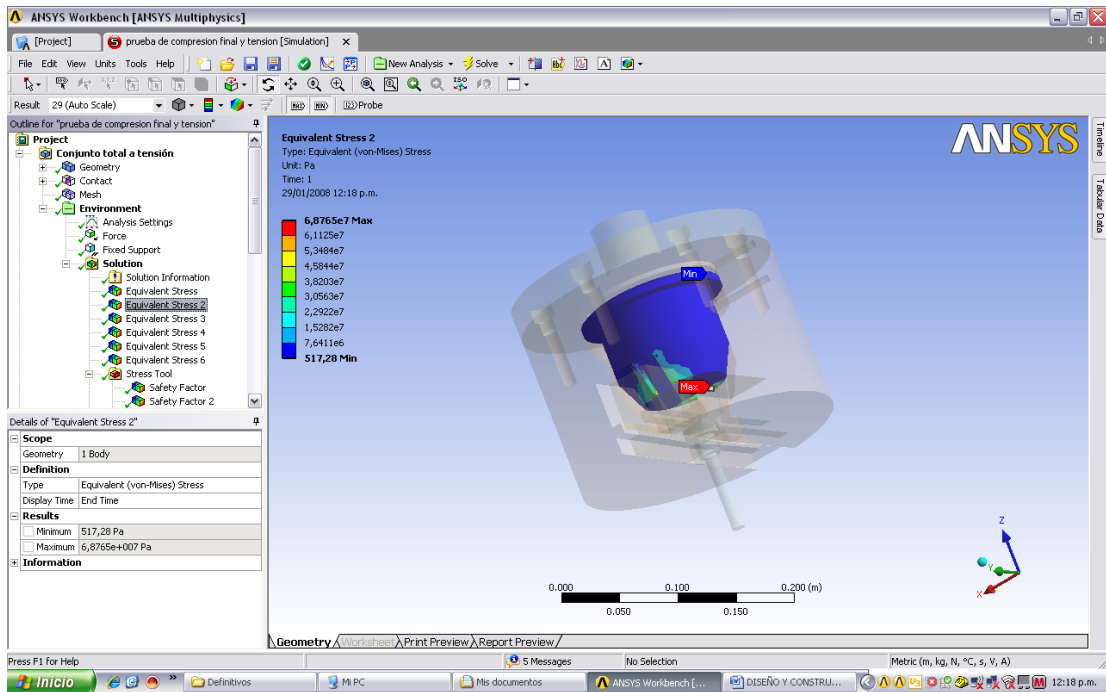 ANSYS Workbench [ANSYS Multiphysics]
[Project] prueba de compresion final y tension [Simulation]
File Edit View Units Tools Help New Analysis Solve
Result 29 (Auto Scale) MAX MIN Probe
Outline for "prueba de compresion final y tension"
Project
Conjunto total a tensión
Geometry
Contact
Mesh
Environment
Analysis Settings
Force
Fixed Support
Solution
Solution Information
Equivalent Stress
Equivalent Stress 2
Equivalent Stress 3
Equivalent Stress 4
Equivalent Stress 5
Equivalent Stress 6
Stress Tool
Safety Factor
Safety Factor 2
Details of "Equivalent Stress 2"
Scope
Geometry 1 Body
Definition
Type Equivalent (von-Mises) Stress
Display Time End Time
Results
Minimum 517,28 Pa
Maximum 6,8765e+007 Pa
Information
Equivalent Stress 2
Type: Equivalent (von-Mises) Stress
Unit: Pa
Time: 1
29/01/2008 12:18 p.m.
6,8765e7 Max
6,1125e7
5,3484e7
4,5844e7
3,8203e7
3,0563e7
2,2922e7
1,5282e7
7,6411e6
517,28 Min
ANSYS
Min
Max
Z
Y
X
0.000 0.100 0.200 (m)
0.050 0.150
Timeline
Tabular Data
Geometry Worksheet Print Preview Report Preview
Press F1 for Help 5 Messages No Selection Metric (m, kg, N, °C, s, V, A)
Inicio Definitivos Mi PC Mis documentos ANSYS Workbench [... DISEÑO Y CONSTRU... 12:18 p.m.